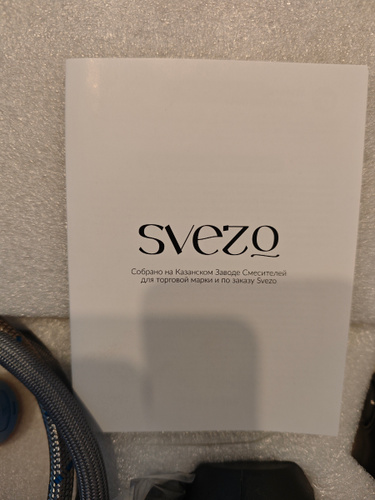 svezo
Собрано на Казанском Заводе Смесителей
для торговой марки и по заказу Svezo